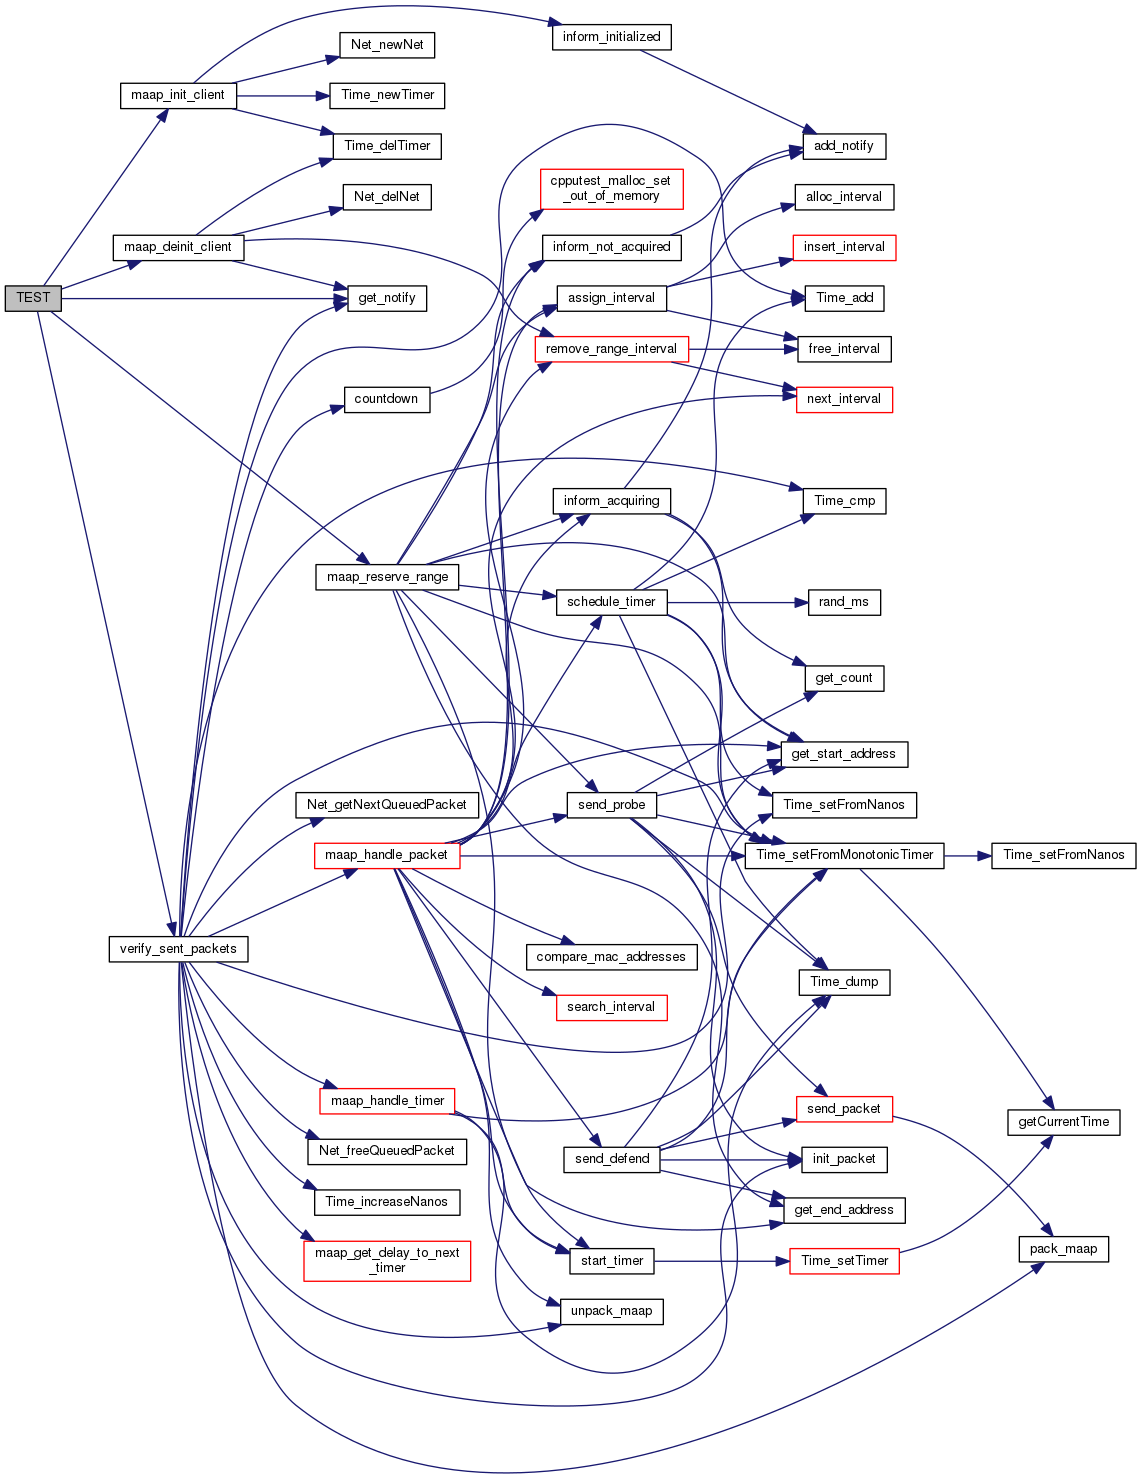 inform_initialized
Net_newNet
maap_init_client
Time_newTimer
Time_delTimer
add_notify
cpputest_malloc_set
_out_of_memory
Net_delNet
alloc_interval
maap_deinit_client
inform_not_acquired
insert_interval
TEST
get_notify
assign_interval
Time_add
remove_range_interval
free_interval
countdown
next_interval
inform_acquiring
Time_cmp
maap_reserve_range
schedule_timer
rand_ms
get_count
get_start_address
Net_getNextQueuedPacket
send_probe
Time_setFromNanos
maap_handle_packet
Time_setFromMonotonicTimer
Time_setFromNanos
verify_sent_packets
compare_mac_addresses
Time_dump
search_interval
maap_handle_timer
send_packet
getCurrentTime
Net_freeQueuedPacket
send_defend
init_packet
Time_increaseNanos
get_end_address
maap_get_delay_to_next
_timer
start_timer
Time_setTimer
pack_maap
unpack_maap